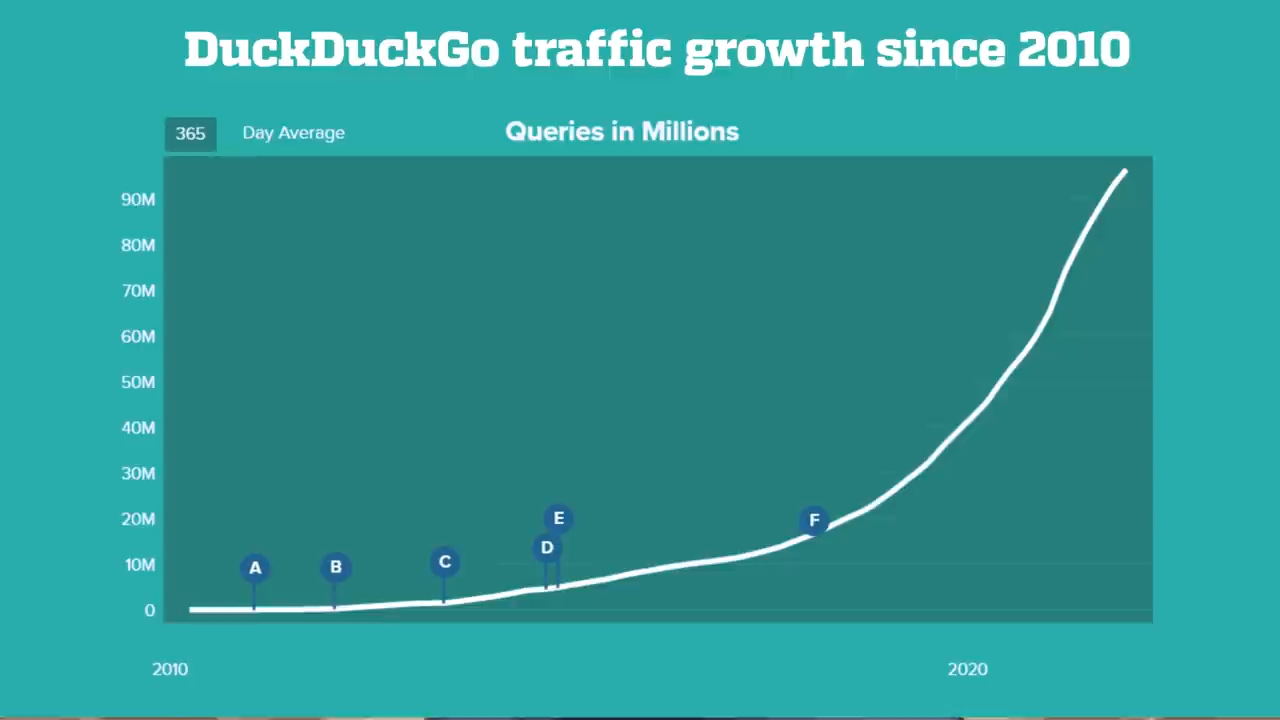 DuckDuckGo traffic growth since 2010
365 Day Average
Queries in Millions
90M
80M
70M
60M
50M
40M
30M
20M
10M
0
A
B
C
D
E
F
2010
2020